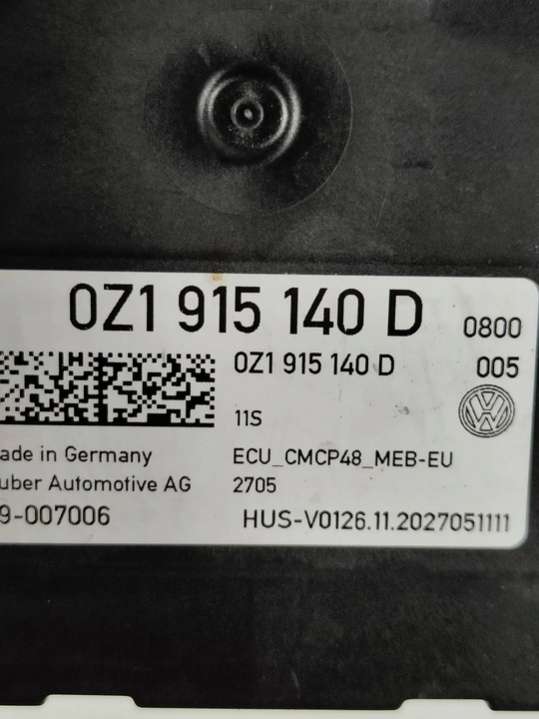 0Z1 915 140 D 0800
0Z1 915 140 D 005
11S
ade in Germany ECU_CMCP48_MEB-EU
uber Automotive AG 2705
9-007006 HUS-V0126.11.2027051111